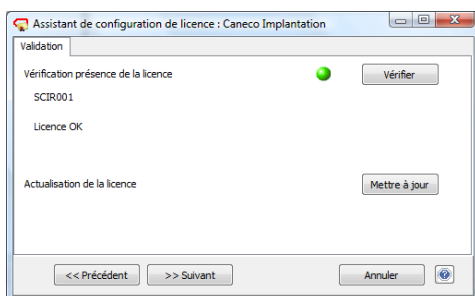 Assistant de configuration de licence : Caneco Implantation
Validation
Vérification présence de la licence
Vérifier
SCIR001
Licence OK
Actualisation de la licence
Mettre à jour
<< Précédent
>> Suivant
Annuler